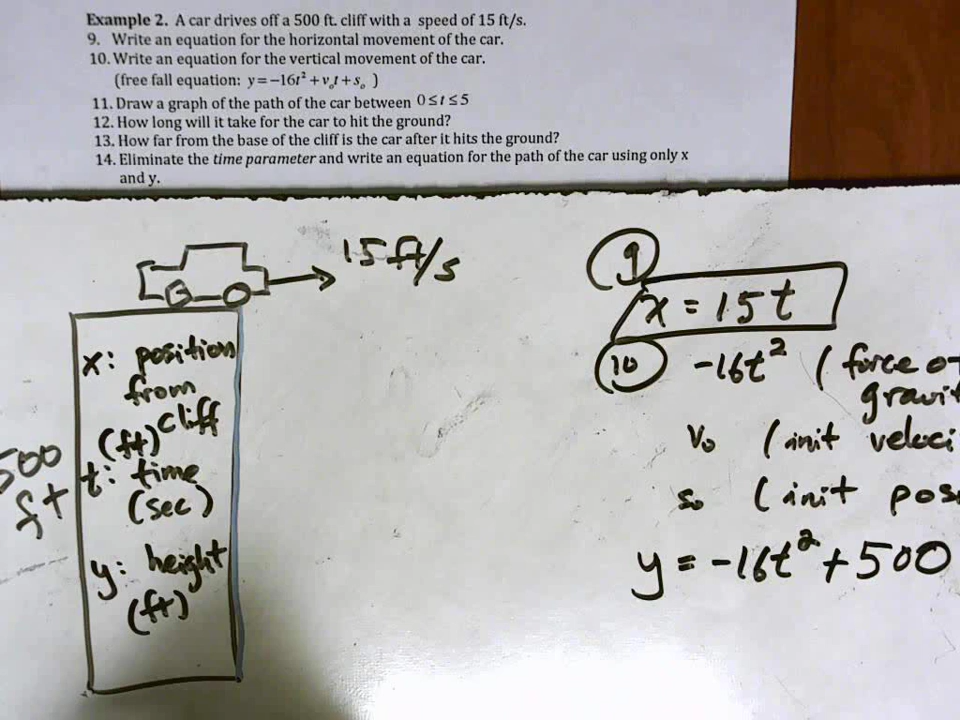 Example 2. A car drives off a 500 ft. cliff with a speed of 15 ft/s.
9. Write an equation for the horizontal movement of the car.
10. Write an equation for the vertical movement of the car.
(free fall equation: y=-16t²+v₀t+s₀ )
11. Draw a graph of the path of the car between 0≤t≤5
12. How long will it take for the car to hit the ground?
13. How far from the base of the cliff is the car after it hits the ground?
14. Eliminate the time parameter and write an equation for the path of the car using only x
and y.
15 ft/s
x: position
from
cliff
(ft)
t: time
(sec)
y: height
(ft)
500
ft
9
x = 15t
10 -16t² (force of
gravit
v₀ (init veloci
s₀ (init pos
y = -16t² + 500